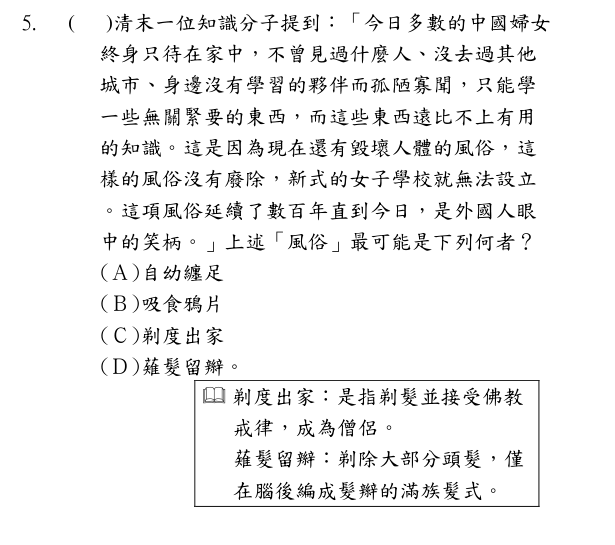 5. ( )清末一位知識分子提到：「今日多數的中國婦女
終身只待在家中，不曾見過什麼人、沒去過其他
城市、身邊沒有學習的夥伴而孤陋寡聞，只能學
一些無關緊要的東西，而這些東西遠比不上有用
的知識。這是因為現在還有毀壞人體的風俗，這
樣的風俗沒有廢除，新式的女子學校就無法設立
。這項風俗延續了數百年直到今日，是外國人眼
中的笑柄。」上述「風俗」最可能是下列何者？
(A)自幼纏足
(B)吸食鴉片
(C)剃度出家
(D)薙髮留辮。
剃度出家：是指剃髮並接受佛教
戒律，成為僧侶。
薙髮留辮：剃除大部分頭髮，僅
在腦後編成髮辮的滿族髮式。